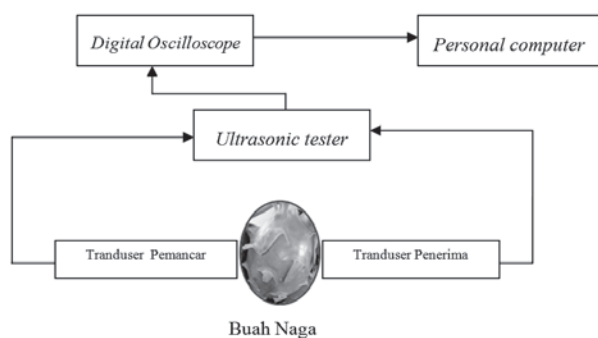 Digital Oscilloscope
Personal computer
Ultrasonic tester
Tranduser Pemancar
Tranduser Penerima
Buah Naga